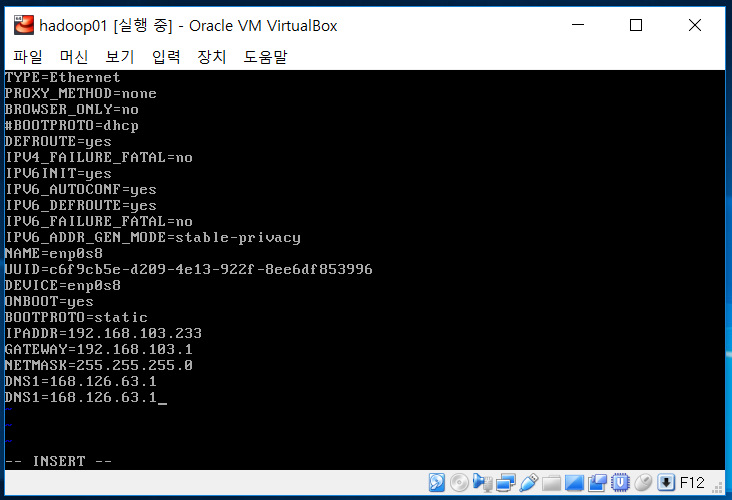 hadoop01 [실행 중] - Oracle VM VirtualBox
파일 머신 보기 입력 장치 도움말
TYPE=Ethernet
PROXY_METHOD=none
BROWSER_ONLY=no
#BOOTPROTO=dhcp
DEFROUTE=yes
IPV4_FAILURE_FATAL=no
IPV6INIT=yes
IPV6_AUTOCONF=yes
IPV6_DEFROUTE=yes
IPV6_FAILURE_FATAL=no
IPV6_ADDR_GEN_MODE=stable-privacy
NAME=enp0s8
UUID=c6f9cb5e-d209-4e13-922f-8ee6df853996
DEVICE=enp0s8
ONBOOT=yes
BOOTPROTO=static
IPADDR=192.168.103.233
GATEWAY=192.168.103.1
NETMASK=255.255.255.0
DNS1=168.126.63.1
DNS1=168.126.63.1_
~
~
~
-- INSERT --
F12